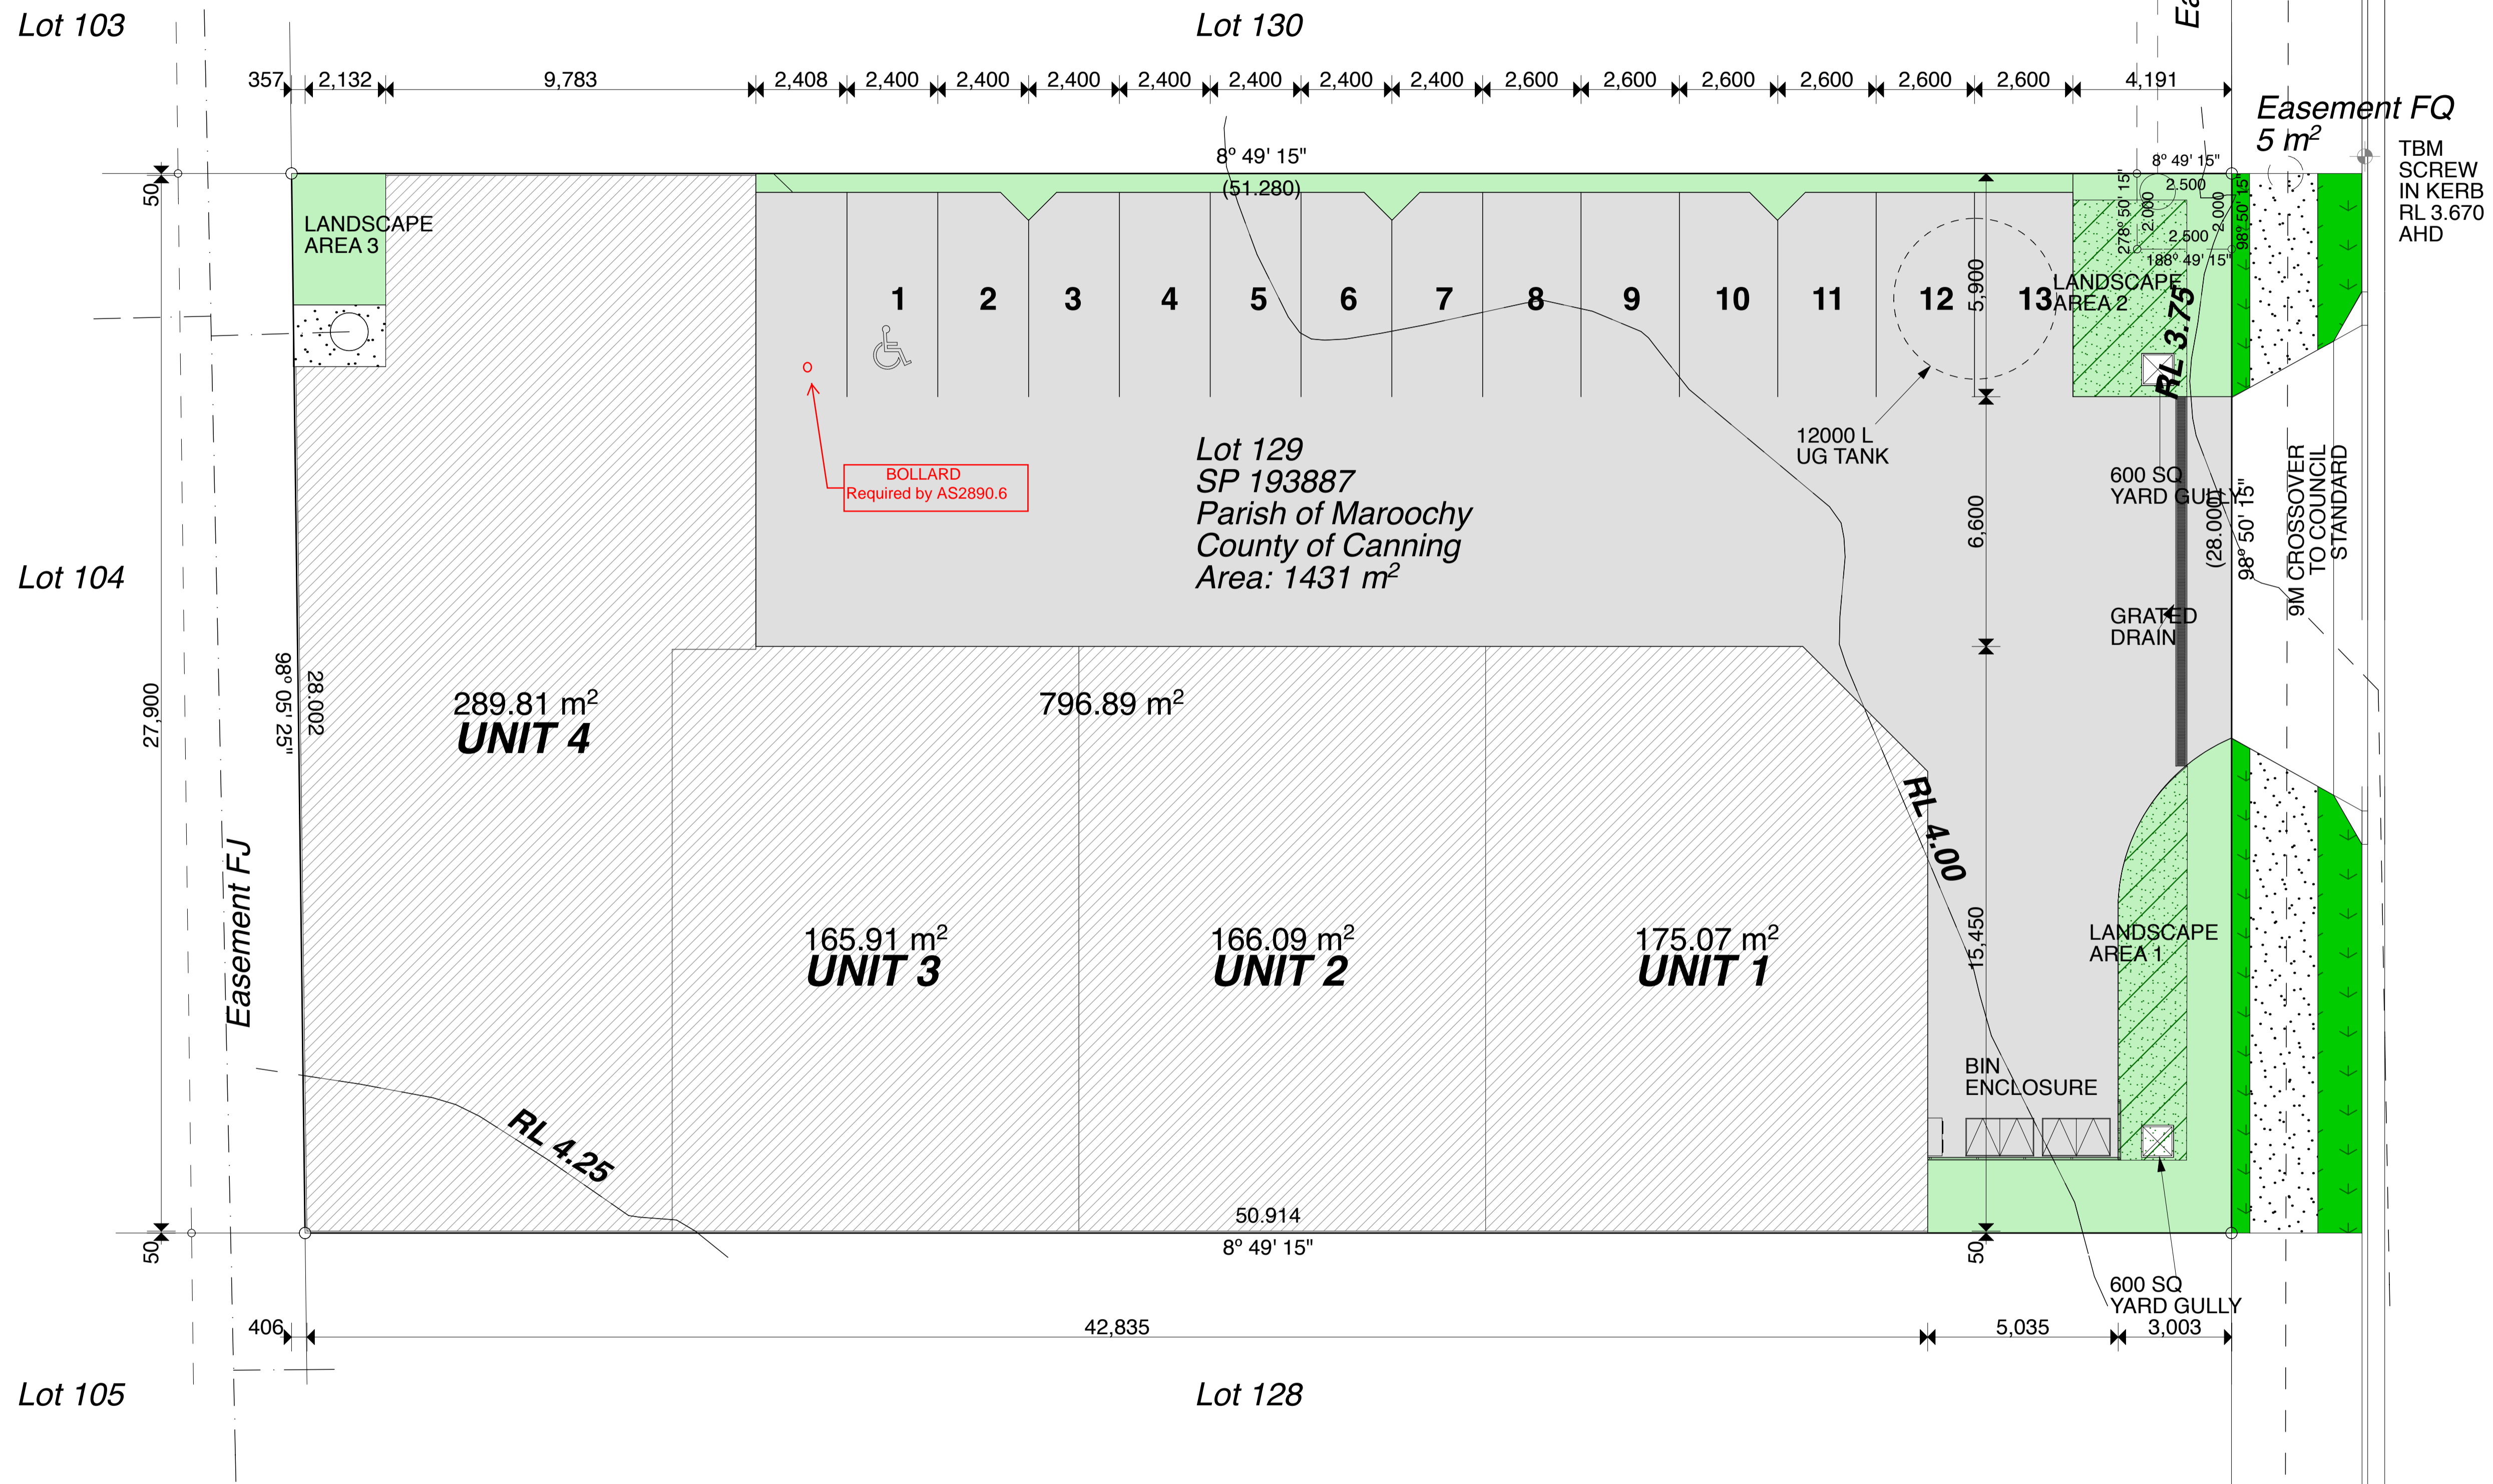 Lot 103
Lot 130
Ea
357
2,132
9,783
2,408
2,400
2,400
2,400
2,400
2,400
2,400
2,400
2,600
2,600
2,600
2,600
2,600
2,600
4,191
Easement FQ
5 m²
TBM
SCREW
IN KERB
RL 3.670
AHD
8º 49' 15"
(51.280)
8º 49' 15"
2.500
278º 50' 15"
2.000
2.000
98º 50' 15"
2.500
188º 49' 15"
50
LANDSCAPE
AREA 3
1
2
3
4
5
6
7
8
9
10
11
12
13
5,900
LANDSCAPE
AREA 2
RL 3.75
12000 L
UG TANK
BOLLARD
Required by AS2890.6
Lot 129
SP 193887
Parish of Maroochy
County of Canning
Area: 1431 m²
6,600
600 SQ
YARD GULLY
(28.000)
98º 50' 15"
9M CROSSOVER
TO COUNCIL
STANDARD
GRATED
DRAIN
Lot 104
27,900
98º 05' 25"
28.002
289.81 m²
UNIT 4
796.89 m²
RL 4.00
Easement FJ
165.91 m²
UNIT 3
166.09 m²
UNIT 2
175.07 m²
UNIT 1
15,450
LANDSCAPE
AREA 1
BIN
ENCLOSURE
RL 4.25
50.914
8º 49' 15"
50
50
600 SQ
YARD GULLY
406
42,835
5,035
3,003
Lot 105
Lot 128